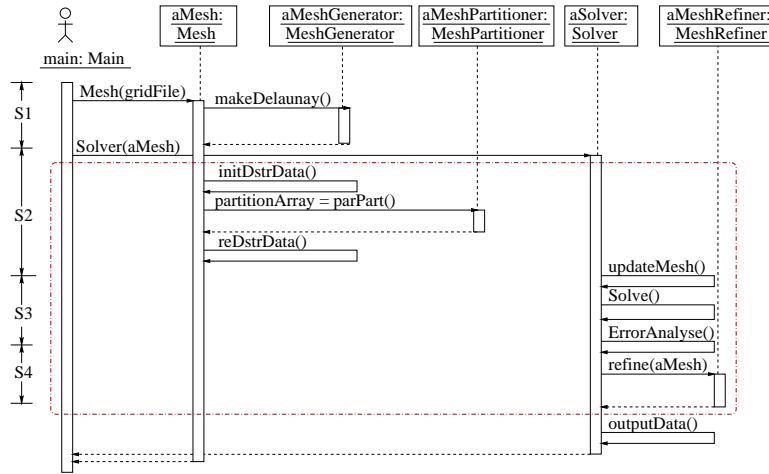 aMesh:
Mesh
aMeshGenerator:
MeshGenerator
aMeshPartitioner:
MeshPartitioner
aSolver:
Solver
aMeshRefiner:
MeshRefiner
main: Main
S1
Mesh(gridFile)
makeDelaunay()
Solver(aMesh)
S2
initDstrData()
partitionArray = parPart()
reDstrData()
S3
updateMesh()
Solve()
ErrorAnalyse()
S4
refine(aMesh)
outputData()